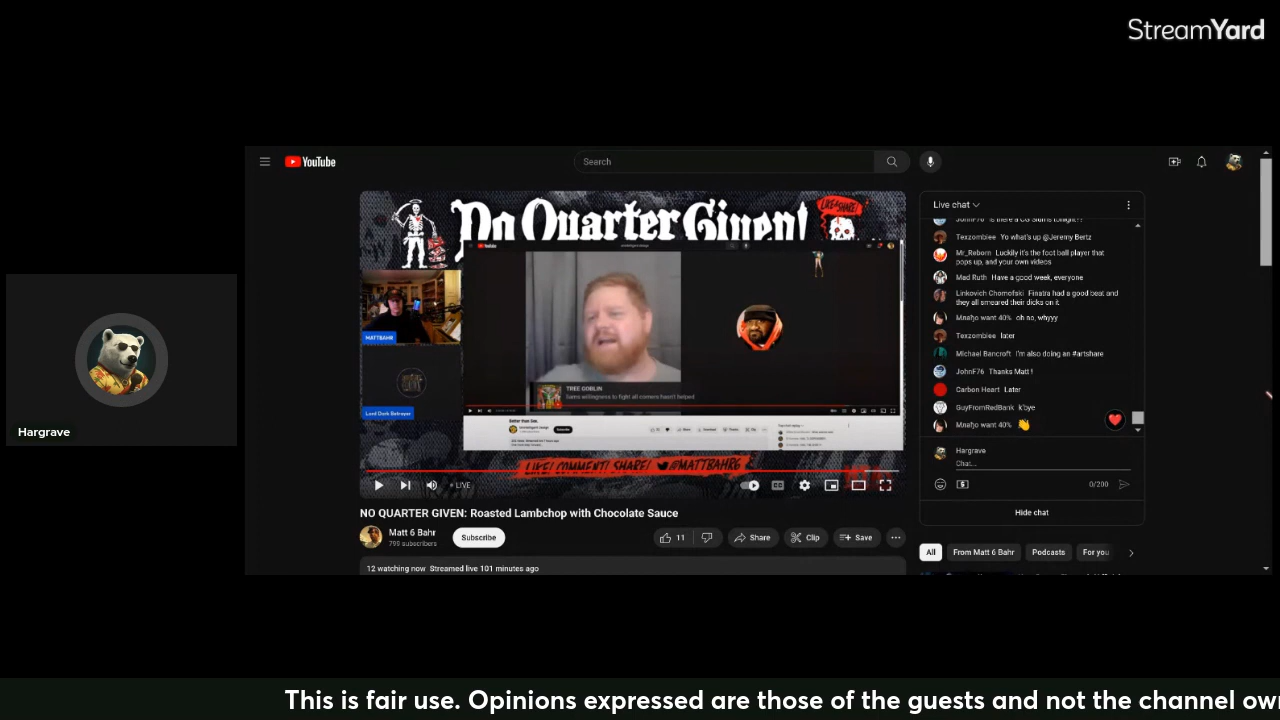 StreamYard
YouTube
Search
No Quarter Given!
LIKE & SHARE!
MATTBAHR
Lord Derk Betrayer
TREE GOBLIN
Subscribe
LIKE! COMMENT! SHARE! @MATTBAHR6
LIVE
NO QUARTER GIVEN: Roasted Lambchop with Chocolate Sauce
Matt 6 Bahr
799 subscribers
Subscribe
11
Share
Clip
Save
12 watching now Streamed live 101 minutes ago
Live chat
Texzombiee Yo what's up @Jeremy Bertz
Mr_Reborn Luckily it's the foot ball player that
pops up, and your own videos
Mad Ruth Have a good week, everyone
Linkovich Chomofski Finatra had a good beat and
they all smeared their dicks on it
want 40% oh no, whyyy
Texzombiee later
Michael Bancroft I'm also doing an #artshare
JohnF76 Thanks Matt !
Carbon Heart Later
GuyFromRedBank k'bye
want 40% 👏
Hargrave
Chat...
0/200
Hide chat
All
From Matt 6 Bahr
Podcasts
For you
Hargrave
This is fair use. Opinions expressed are those of the guests and not the channel